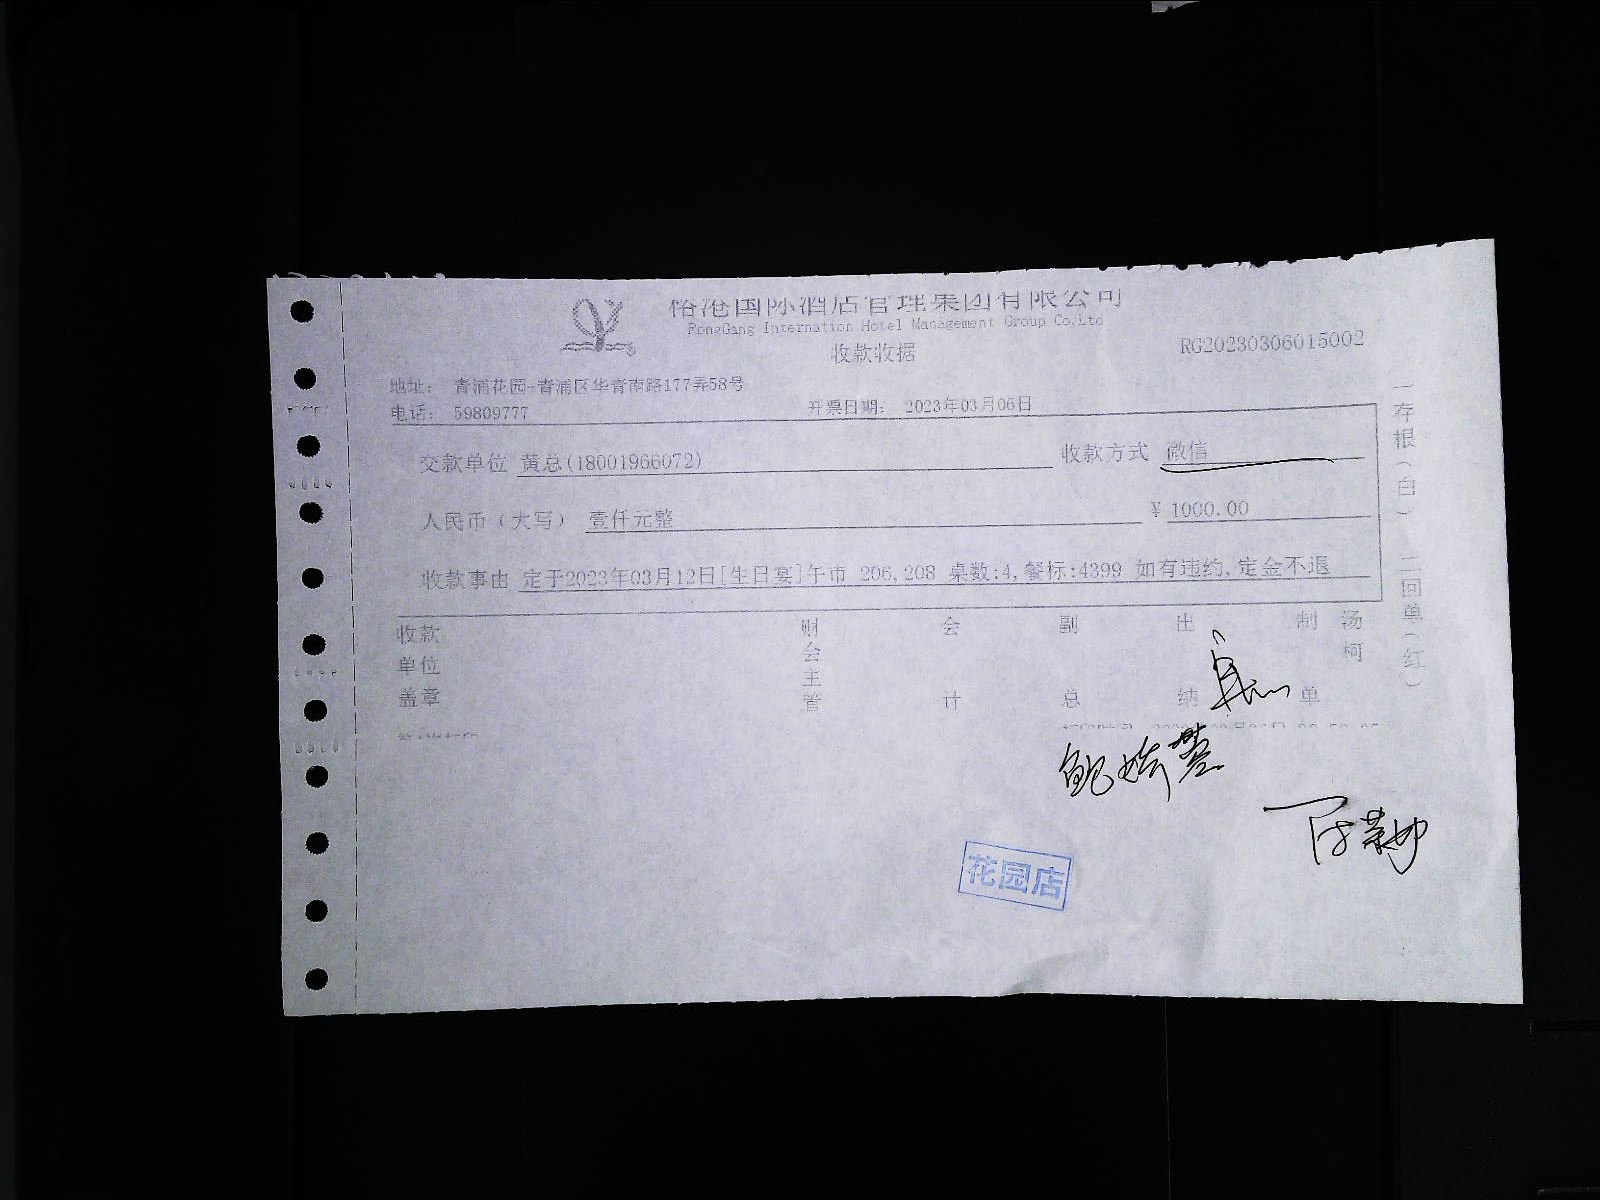 裕港国际酒店管理集团有限公司
RongGang Internation Hotel Management Group Co,Ltd
收款收据
RG20230306015002
地址： 青浦花园-青浦区华青南路177弄58号
电话： 59809777 开票日期： 2023年03月06日
交款单位 黄总(18001966072) 收款方式 微信
人民币（大写） 壹仟元整 ¥ 1000.00
收款事由 定于2023年03月12日[生日宴]午市 206,208 桌数:4,餐标:4399 如有违约,定金不退
收款单位盖章 财会主管 会计 副总 出纳 制单 汤柯
一存根（白） 二回单（红）
花园店